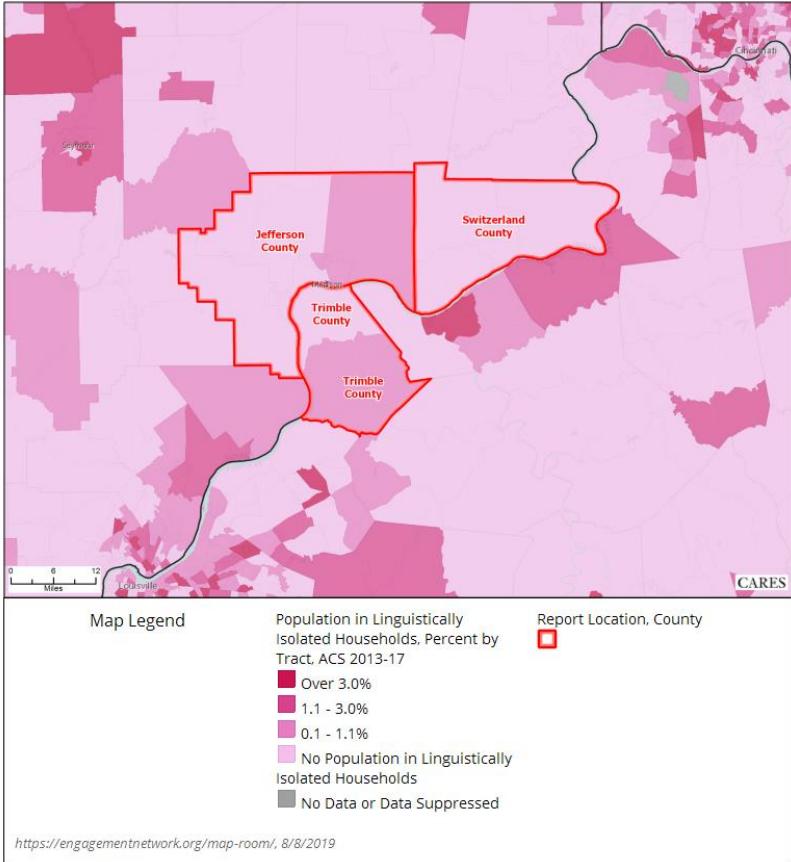 Cincinnati
Seymour
Switzerland
County
Jefferson
County
Madison
Trimble
County
Trimble
County
0 6 12
Miles
Louisville
CARES
Map Legend
Population in Linguistically
Isolated Households, Percent by
Tract, ACS 2013-17
Over 3.0%
1.1 - 3.0%
0.1 - 1.1%
No Population in Linguistically
Isolated Households
No Data or Data Suppressed
Report Location, County
https://engagementnetwork.org/map-room/, 8/8/2019